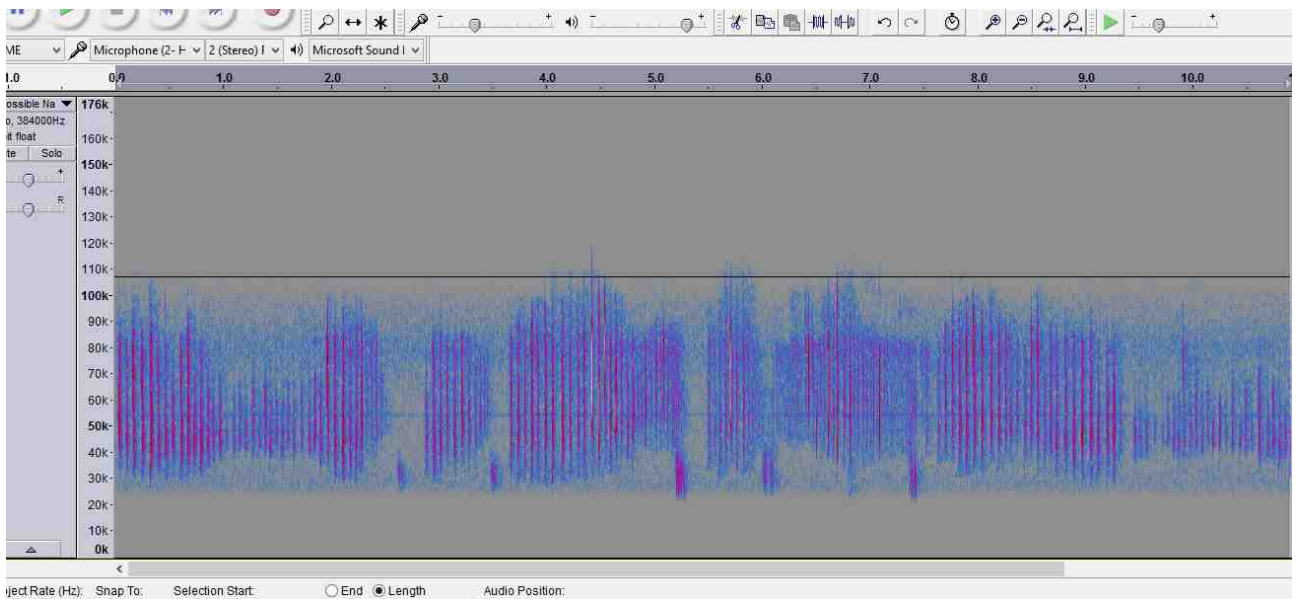 ME Microphone (2- H 2 (Stereo) I Microsoft Sound I
1.0 0.0 1.0 2.0 3.0 4.0 5.0 6.0 7.0 8.0 9.0 10.0
ossible Na 176k
o, 384000Hz
it float
160k
te Solo
150k
140k
R
130k
120k
110k
100k
90k
80k
70k
60k
50k
40k
30k
20k
10k
0k
oject Rate (Hz): Snap To: Selection Start: End Length Audio Position: